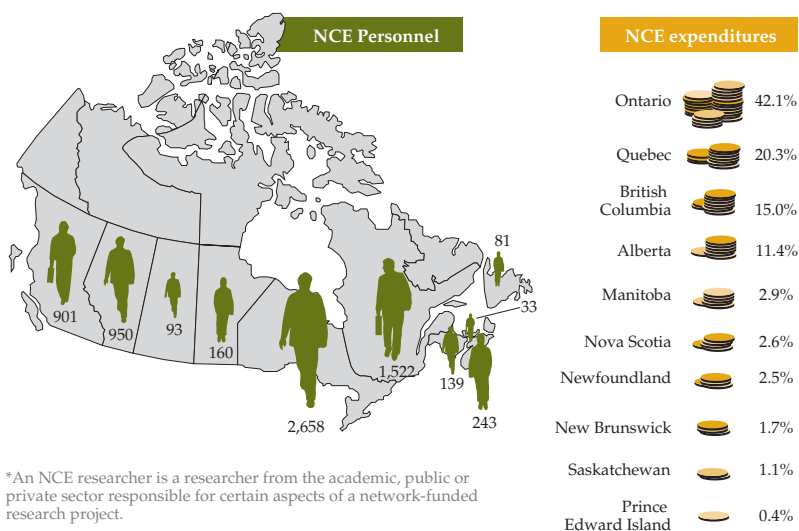 NCE Personnel
81
33
901
950
93
160
2,658
1,522
139
243
*An NCE researcher is a researcher from the academic, public or
private sector responsible for certain aspects of a network-funded
research project.
NCE expenditures
Ontario 42.1%
Quebec 20.3%
British
Columbia 15.0%
Alberta 11.4%
Manitoba 2.9%
Nova Scotia 2.6%
Newfoundland 2.5%
New Brunswick 1.7%
Saskatchewan 1.1%
Prince
Edward Island 0.4%